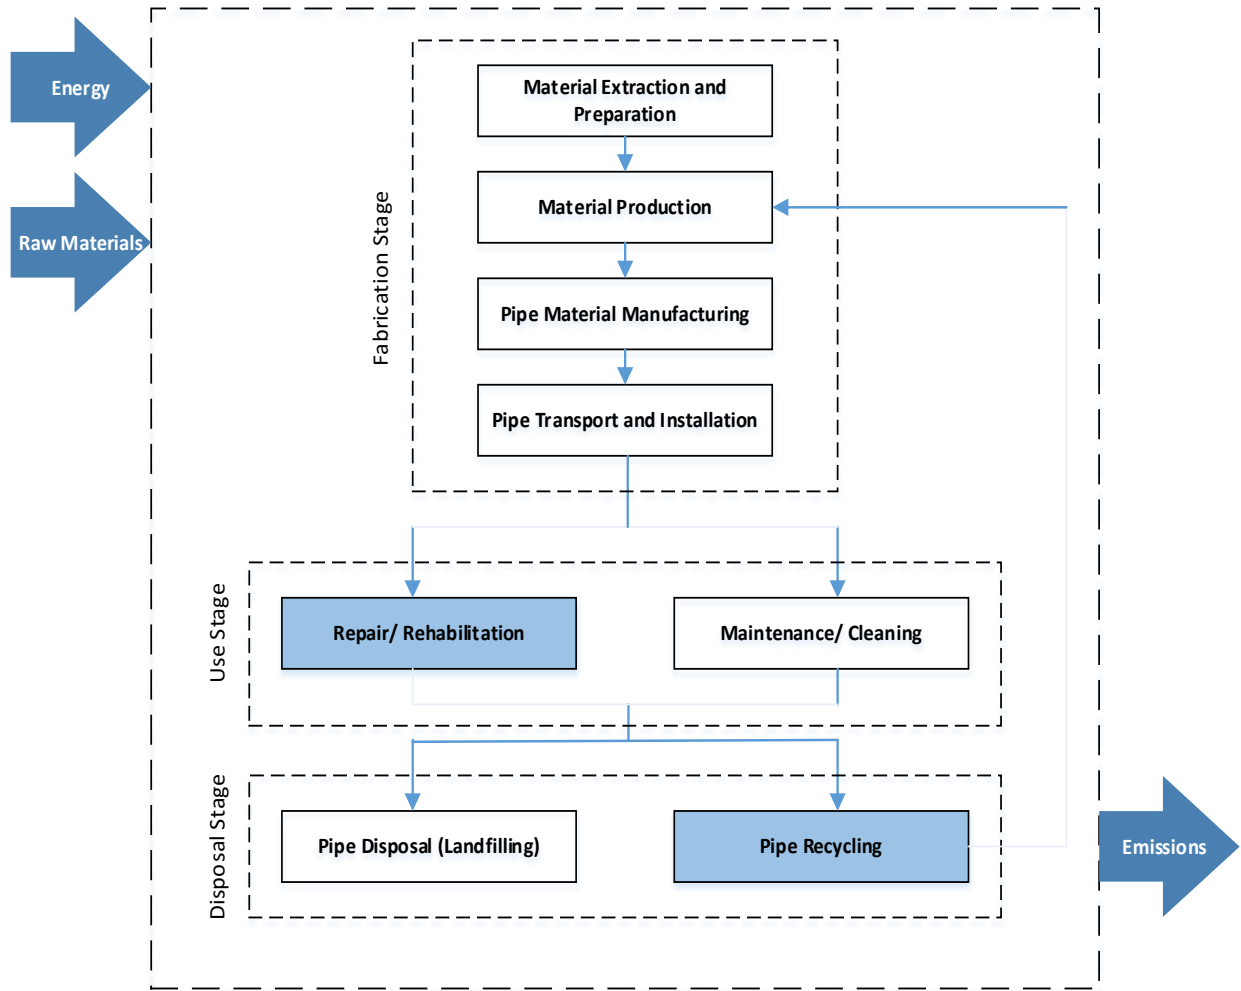 Energy
Raw Materials
Fabrication Stage
Material Extraction and
Preparation
Material Production
Pipe Material Manufacturing
Pipe Transport and Installation
Use Stage
Repair/ Rehabilitation
Maintenance/ Cleaning
Disposal Stage
Pipe Disposal (Landfilling)
Pipe Recycling
Emissions